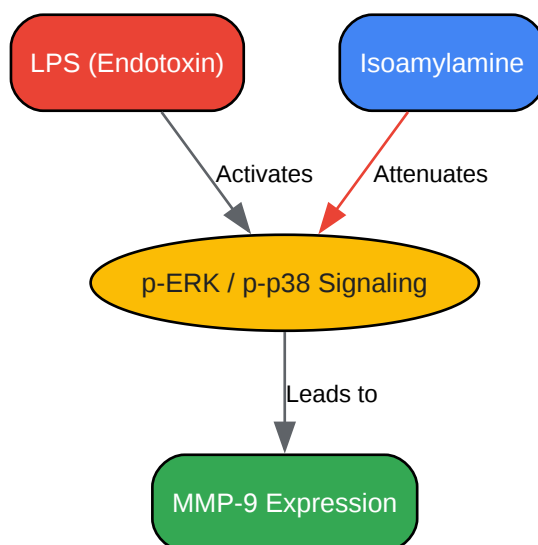 LPS (Endotoxin)
Isoamylamine
Activates
Attenuates
p-ERK / p-p38 Signaling
Leads to
MMP-9 Expression